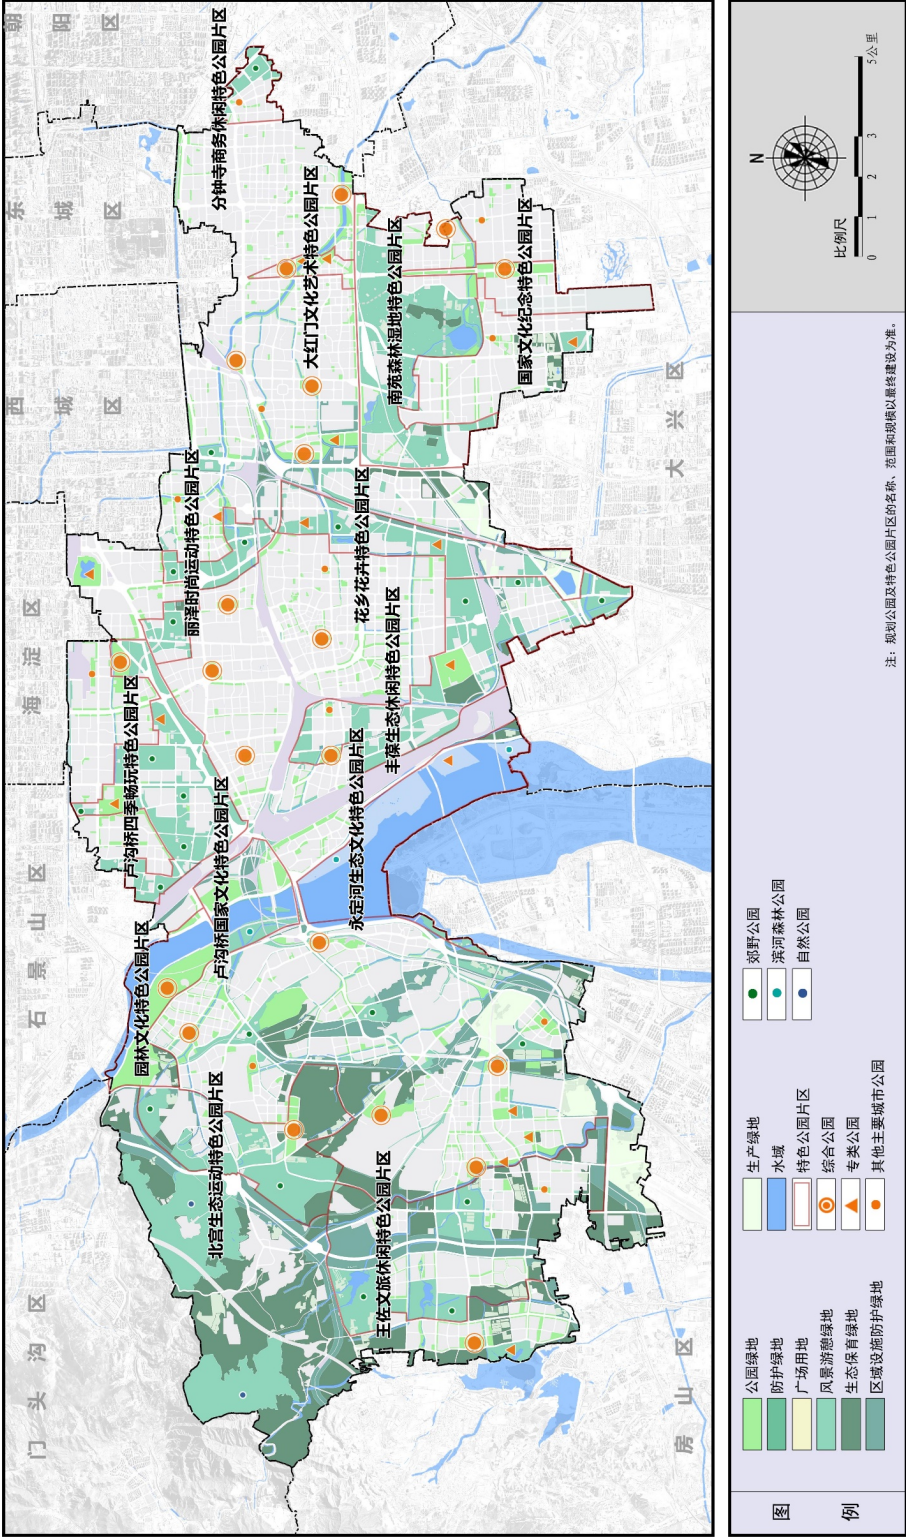 石景山区
海淀区
西城区
东城区
朝阳区
门头沟区
房山区
大兴区
园林文化特色公园片区
卢沟桥四季畅玩特色公园片区
丽泽时尚运动特色公园片区
分钟寺商务休闲特色公园片区
北宫生态运动特色公园片区
卢沟桥国家文化特色公园片区
大红门文化艺术特色公园片区
王佐文旅休闲特色公园片区
永定河生态文化特色公园片区
花乡花卉特色公园片区
丰葆生态休闲特色公园片区
南苑森林湿地特色公园片区
国家文化纪念特色公园片区
图例
公园绿地
防护绿地
广场用地
风景游憩绿地
生态保育绿地
区域设施防护绿地
生产绿地
水域
特色公园片区
综合公园
专类公园
其他主要城市公园
郊野公园
滨河森林公园
自然公园
注：规划公园及特色公园片区的名称、范围和规模以最终建设为准。
N
比例尺
0 1 2 3 5公里